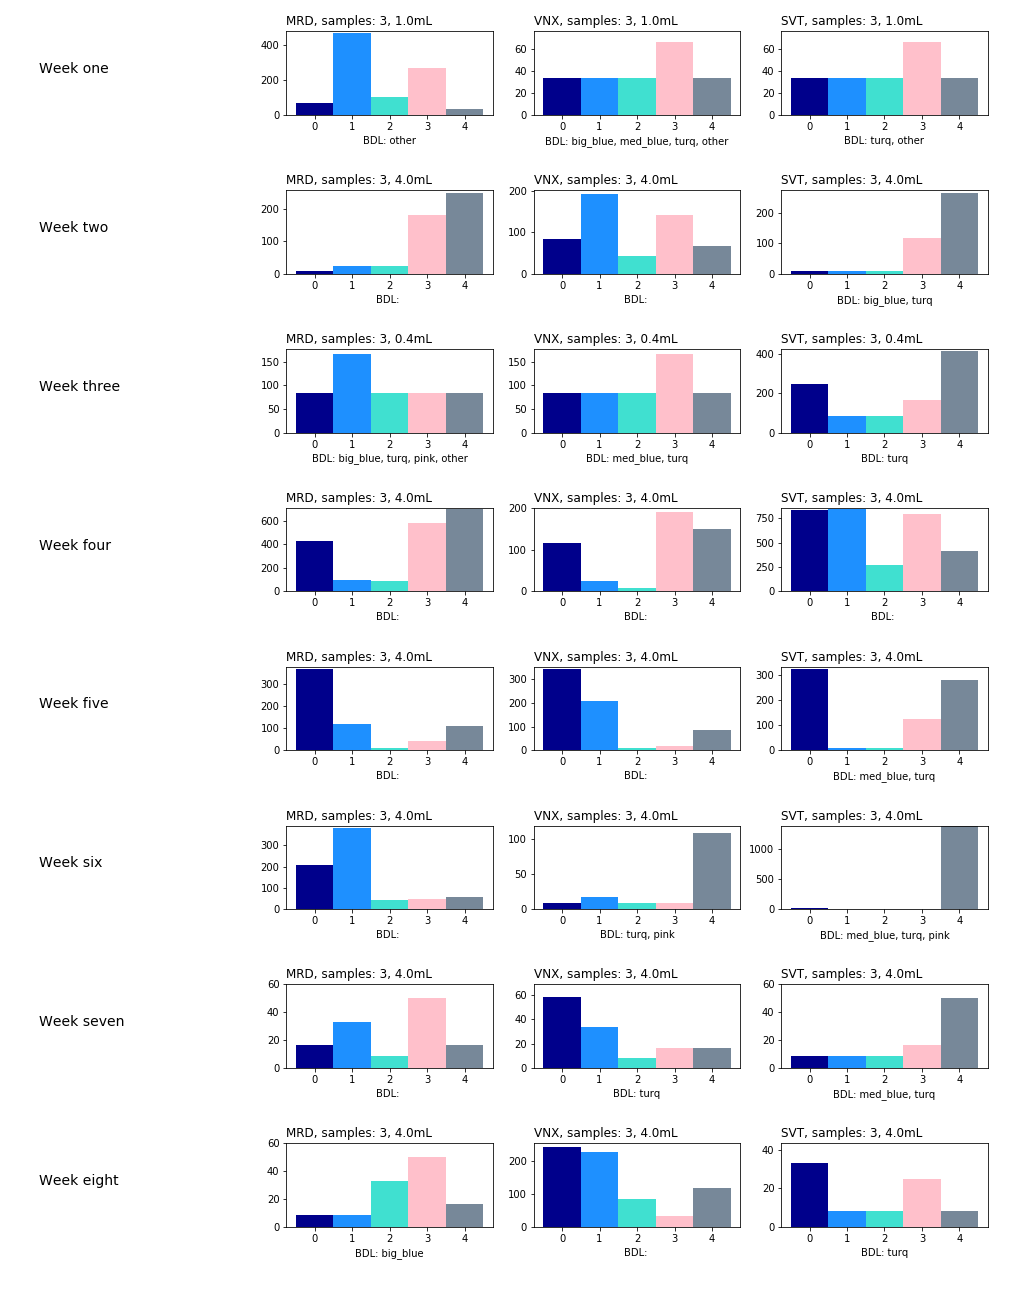 MRD, samples: 3, 1.0mL VNX, samples: 3, 1.0mL SVT, samples: 3, 1.0mL
Week one
400 200 0 60 40 20 0 60 40 20 0
0 1 2 3 4 0 1 2 3 4 0 1 2 3 4
BDL: other BDL: big_blue, med_blue, turq, other BDL: turq, other
MRD, samples: 3, 4.0mL VNX, samples: 3, 4.0mL SVT, samples: 3, 4.0mL
Week two
200 100 0 200 100 0 200 100 0
0 1 2 3 4 0 1 2 3 4 0 1 2 3 4
BDL: BDL: BDL: big_blue, turq
MRD, samples: 3, 0.4mL VNX, samples: 3, 0.4mL SVT, samples: 3, 0.4mL
Week three
150 100 50 0 150 100 50 0 400 200 0
0 1 2 3 4 0 1 2 3 4 0 1 2 3 4
BDL: big_blue, turq, pink, other BDL: med_blue, turq BDL: turq
MRD, samples: 3, 4.0mL VNX, samples: 3, 4.0mL SVT, samples: 3, 4.0mL
Week four
600 400 200 0 200 100 0 750 500 250 0
0 1 2 3 4 0 1 2 3 4 0 1 2 3 4
BDL: BDL: BDL:
MRD, samples: 3, 4.0mL VNX, samples: 3, 4.0mL SVT, samples: 3, 4.0mL
Week five
300 200 100 0 300 200 100 0 300 200 100 0
0 1 2 3 4 0 1 2 3 4 0 1 2 3 4
BDL: BDL: BDL: med_blue, turq
MRD, samples: 3, 4.0mL VNX, samples: 3, 4.0mL SVT, samples: 3, 4.0mL
Week six
300 200 100 0 100 50 0 1000 500 0
0 1 2 3 4 0 1 2 3 4 0 1 2 3 4
BDL: BDL: turq, pink BDL: med_blue, turq, pink
MRD, samples: 3, 4.0mL VNX, samples: 3, 4.0mL SVT, samples: 3, 4.0mL
Week seven
60 40 20 0 60 40 20 0 60 40 20 0
0 1 2 3 4 0 1 2 3 4 0 1 2 3 4
BDL: BDL: turq BDL: med_blue, turq
MRD, samples: 3, 4.0mL VNX, samples: 3, 4.0mL SVT, samples: 3, 4.0mL
Week eight
60 40 20 0 200 100 0 40 20 0
0 1 2 3 4 0 1 2 3 4 0 1 2 3 4
BDL: big_blue BDL: BDL: turq